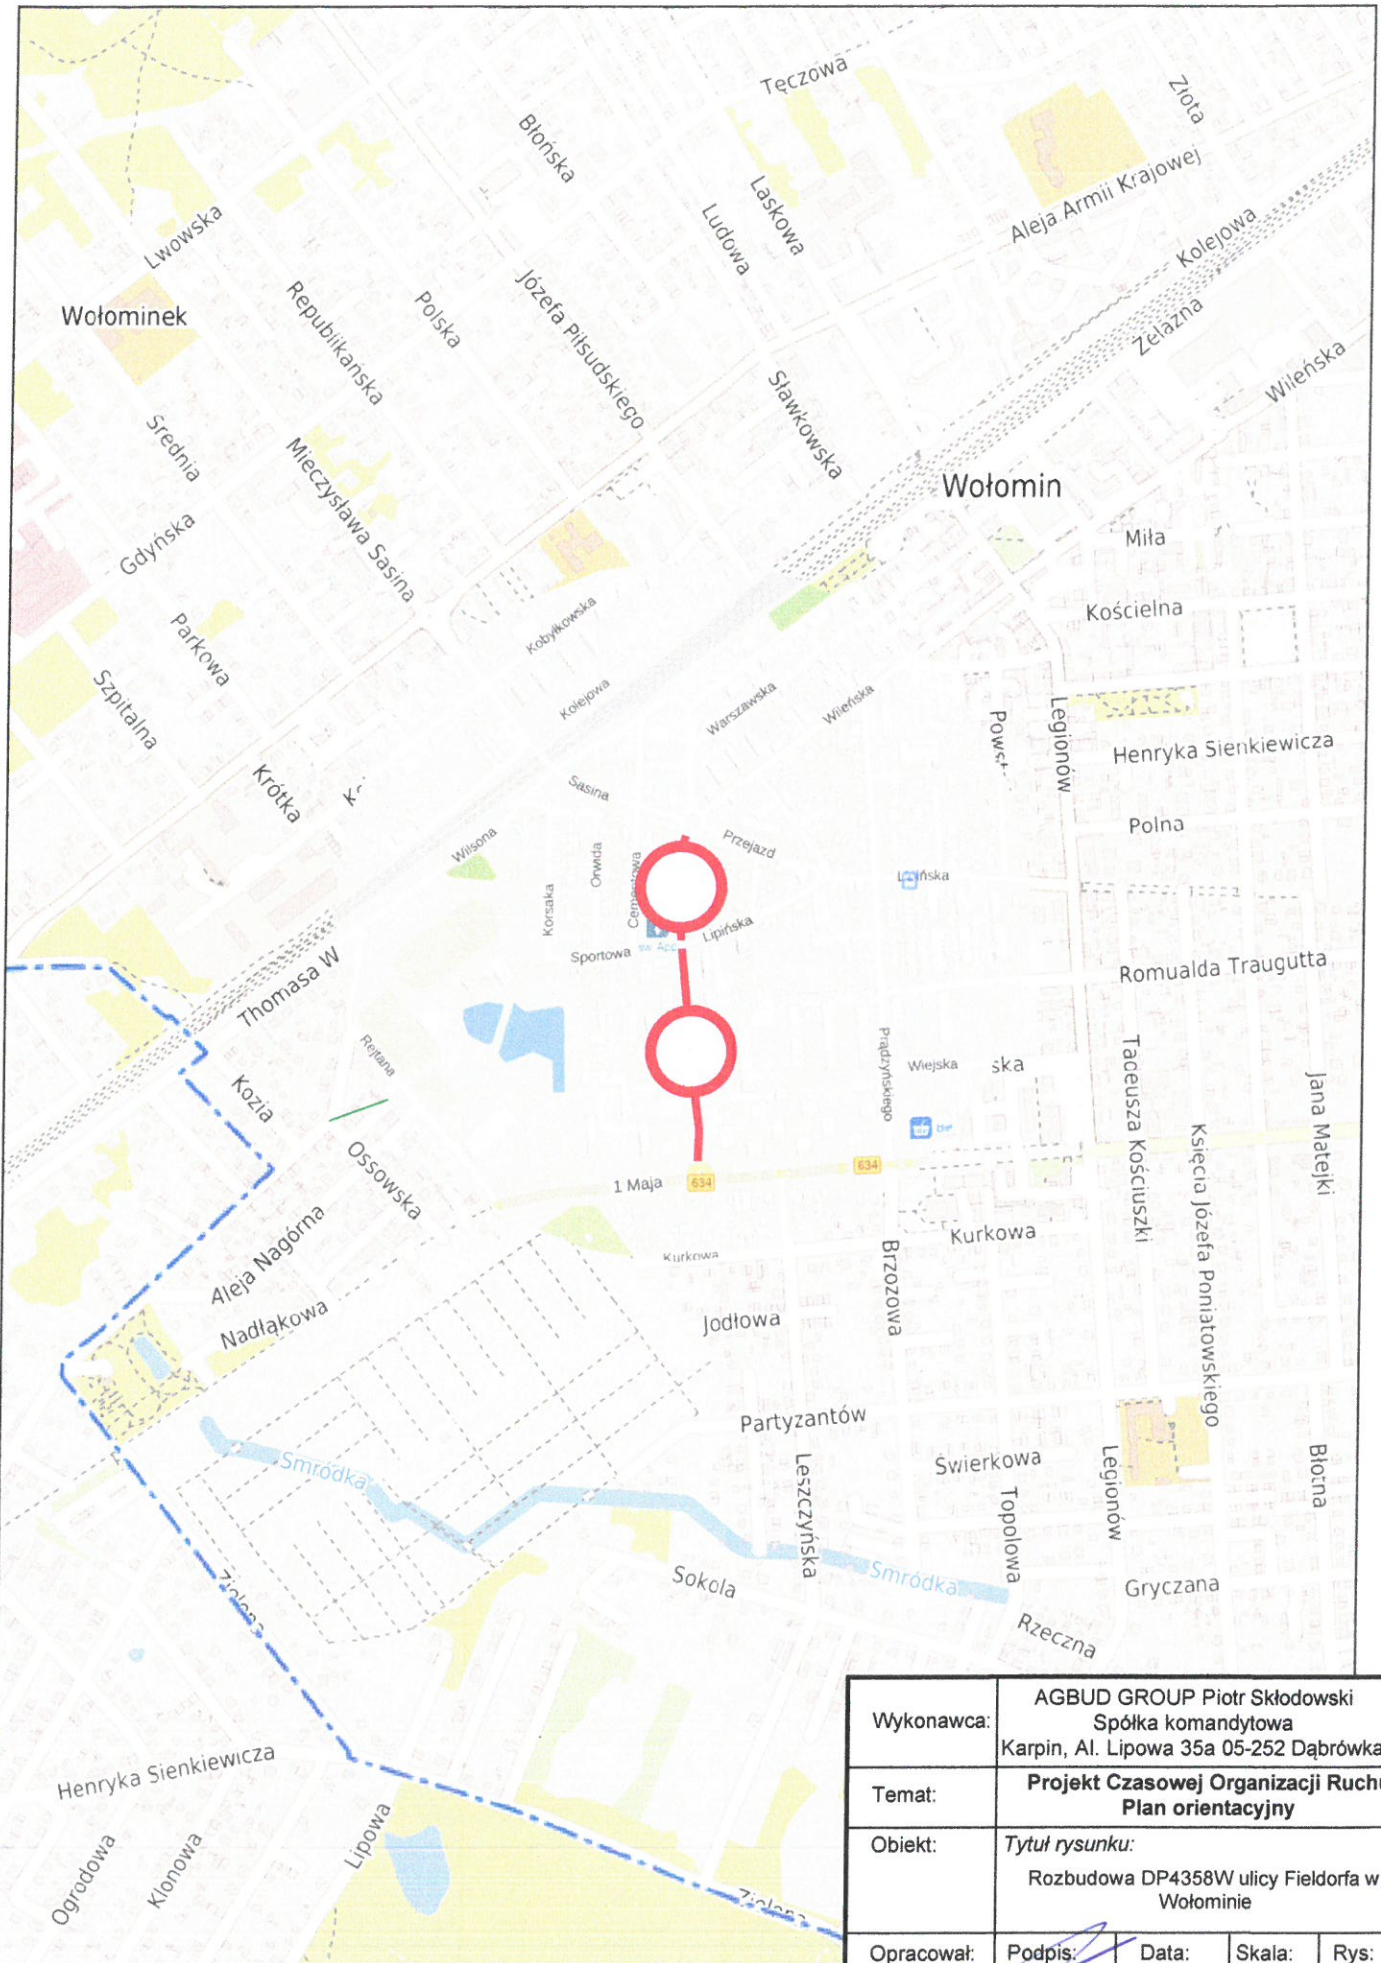 Tęczowa
Złota
Błońska
Laskowa
Ludowa
Aleja Armii Krajowej
Kolejowa
Lwowska
Wołominek
Republikańska
Polska
Józefa Piłsudskiego
Żelazna
Wileńska
Sławkowska
Średnia
Mieczysława Sasina
Wołomin
Gdyńska
Miła
Kościelna
Kobyłkowska
Parkowa
Szpitalna
Kolejowa
Warszawska
Wileńska
Legionów
Henryka Sienkiewicza
Krótka
Sasina
Polna
Wilsona
Orwida
Cementowa
Przejazd
Korsaka
Sportowa
Lipińska
Romualda Traugutta
Thomasa W
Rejtana
Prądzyńskiego
Wiejska
ska
Kozia
Tadeusza Kościuszki
Księcia Józefa Poniatowskiego
Jana Matejki
Ossowska
1 Maja
634
634
Aleja Nagórna
Kurkowa
Kurkowa
Brzozowa
Nadłąkowa
Jodłowa
Partyzantów
Smródka
Leszczyńska
Świerkowa
Topolowa
Legionów
Błotna
Sokola
Smródka
Gryczana
Rzeczna
Zielona
Henryka Sienkiewicza
Ogrodowa
Klonowa
Lipowa
Zielona
Wykonawca:
AGBUD GROUP Piotr Skłodowski
Spółka komandytowa
Karpin, Al. Lipowa 35a 05-252 Dąbrówka
Temat:
Projekt Czasowej Organizacji Ruchu
Plan orientacyjny
Obiekt:
Tytuł rysunku:
Rozbudowa DP4358W ulicy Fieldorfa w
Wołominie
Opracował:
Podpis:
Data:
Skala:
Rys: